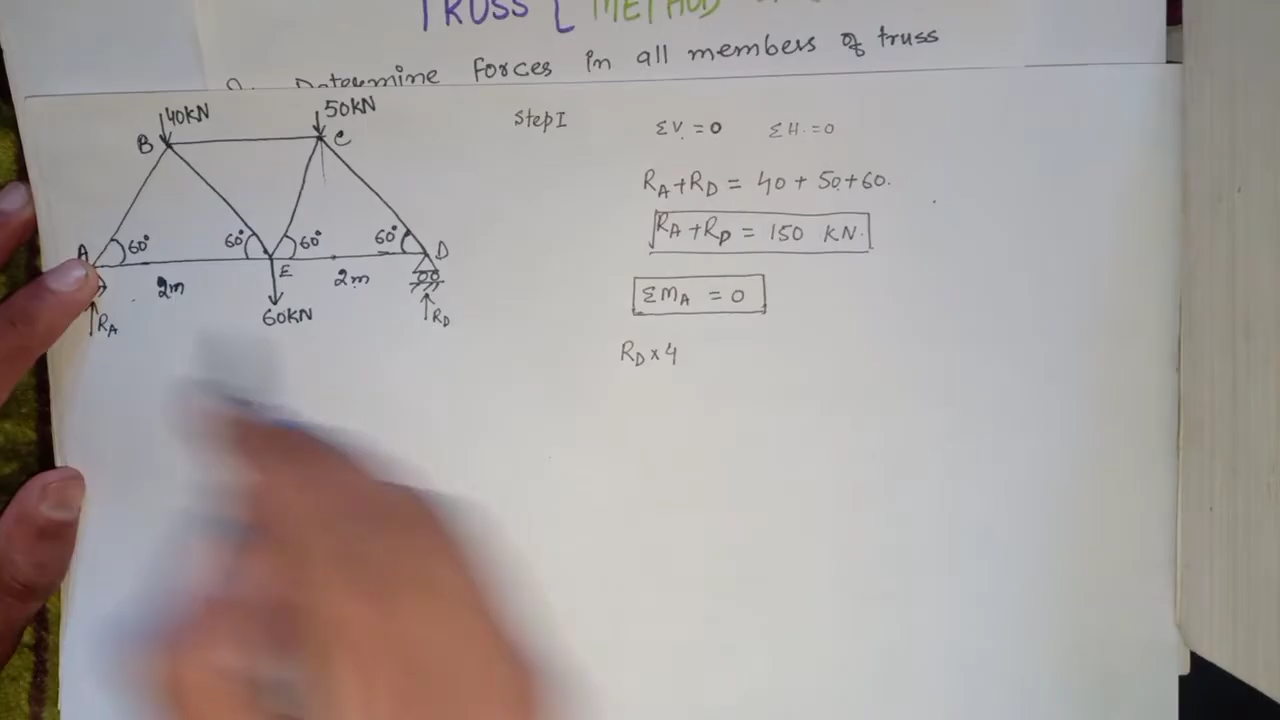 TRUSS [ METHOD
Determine forces in all members of truss
40KN
50KN
Step I
ΣV = 0 ΣH = 0
B
C
RA + RD = 40 + 50 + 60.
RA + RD = 150 KN.
A
60°
60°
60°
60°
D
E
2m
2m
ΣMA = 0
60KN
RA
RD
RD x 4